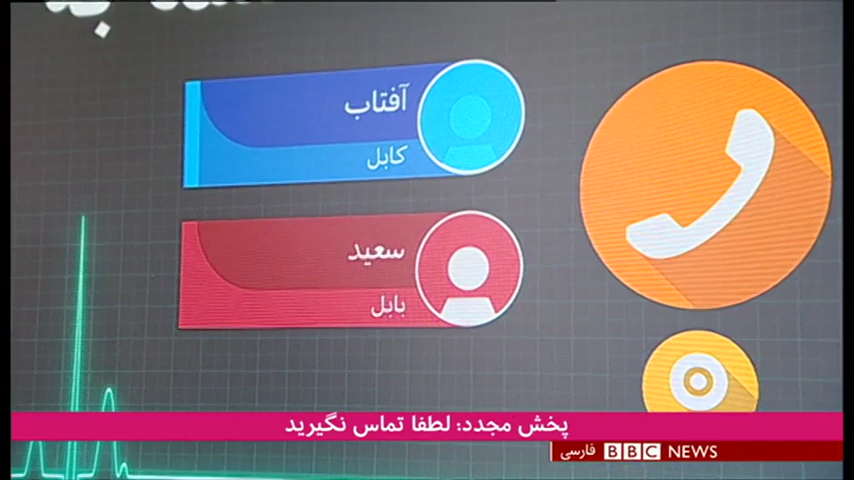 آفتاب
کابل
سعید
بابل
پخش مجدد: لطفا تماس نگیرید
BBC NEWS فارسی